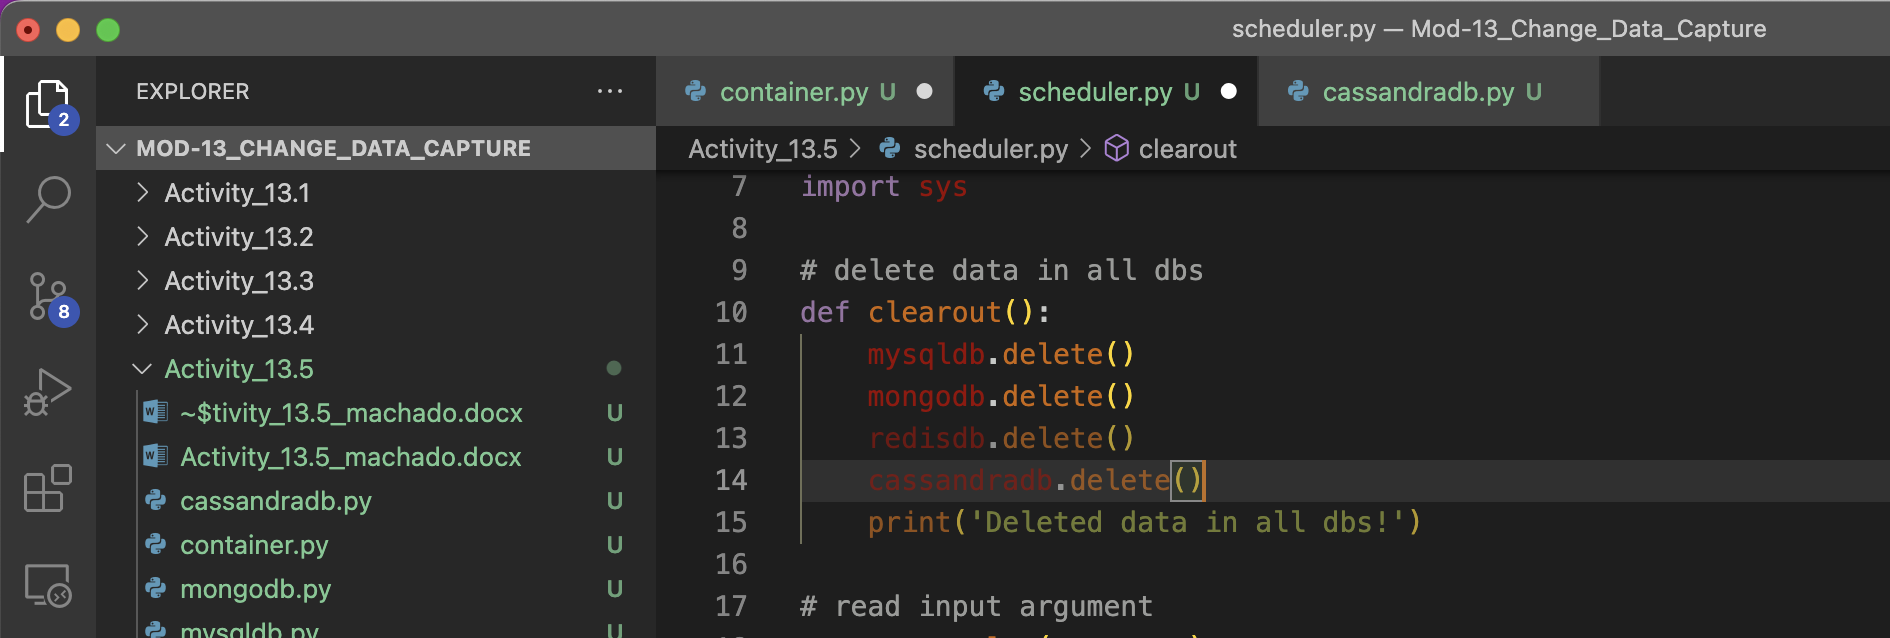 scheduler.py — Mod-13_Change_Data_Capture
EXPLORER
···
container.py U
scheduler.py U
cassandradb.py U
2
MOD-13_CHANGE_DATA_CAPTURE
Activity_13.5 > scheduler.py > clearout
Activity_13.1
Activity_13.2
Activity_13.3
8
Activity_13.4
Activity_13.5
~$tivity_13.5_machado.docx U
Activity_13.5_machado.docx U
cassandradb.py U
container.py U
mongodb.py U
mysqldb.py U
7 import sys
8
9 # delete data in all dbs
10 def clearout():
11 mysqldb.delete()
12 mongodb.delete()
13 redisdb.delete()
14 cassandradb.delete()
15 print('Deleted data in all dbs!')
16
17 # read input argument